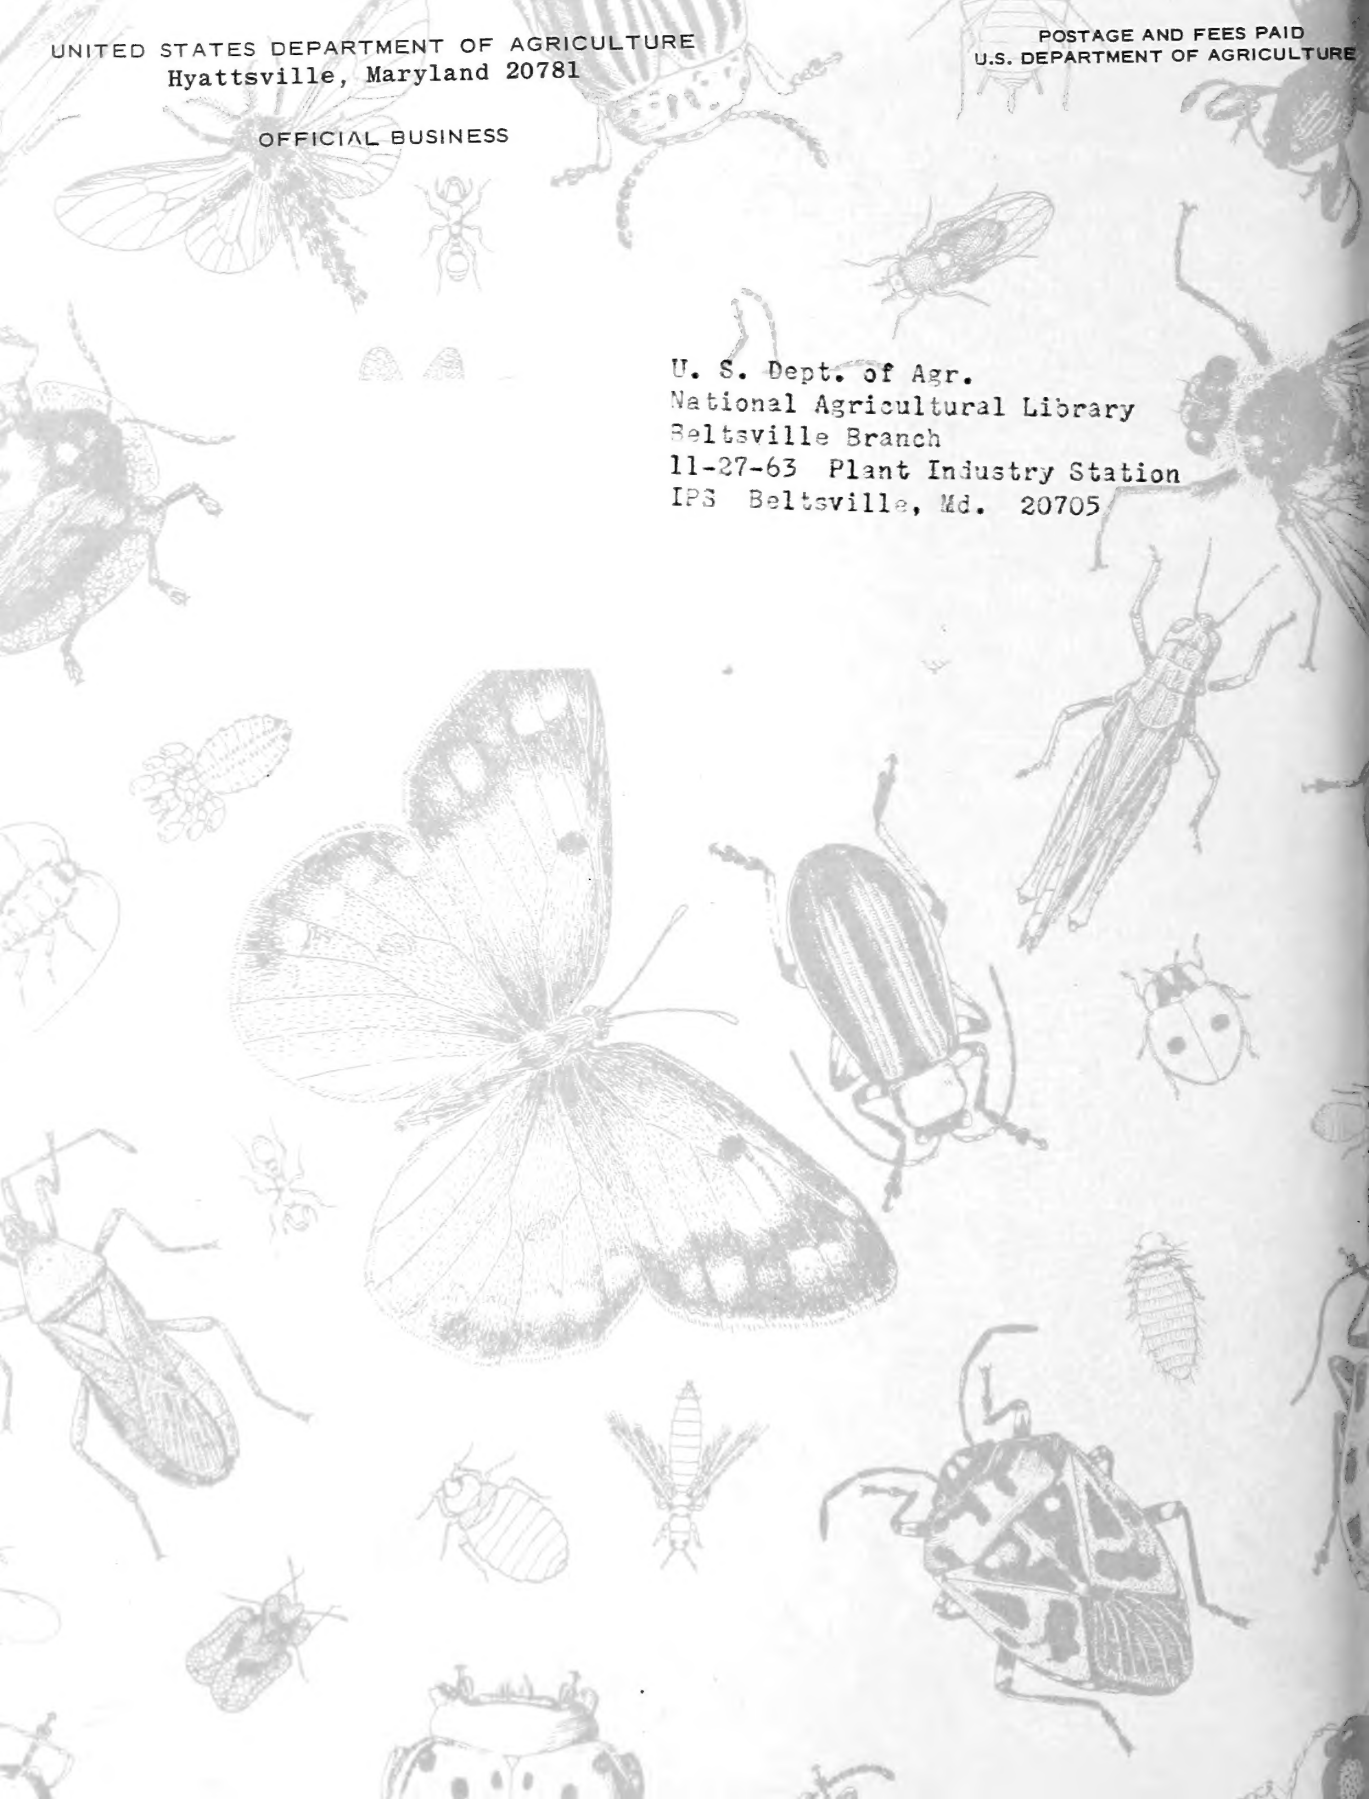 UNITED STATES DEPARTMENT OF AGRICULTURE
Hyattsville, Maryland 20781
OFFICIAL BUSINESS
POSTAGE AND FEES PAID
U.S. DEPARTMENT OF AGRICULTURE
U. S. Dept. of Agr.
National Agricultural Library
Beltsville Branch
11-27-63 Plant Industry Station
IPS Beltsville, Md. 20705